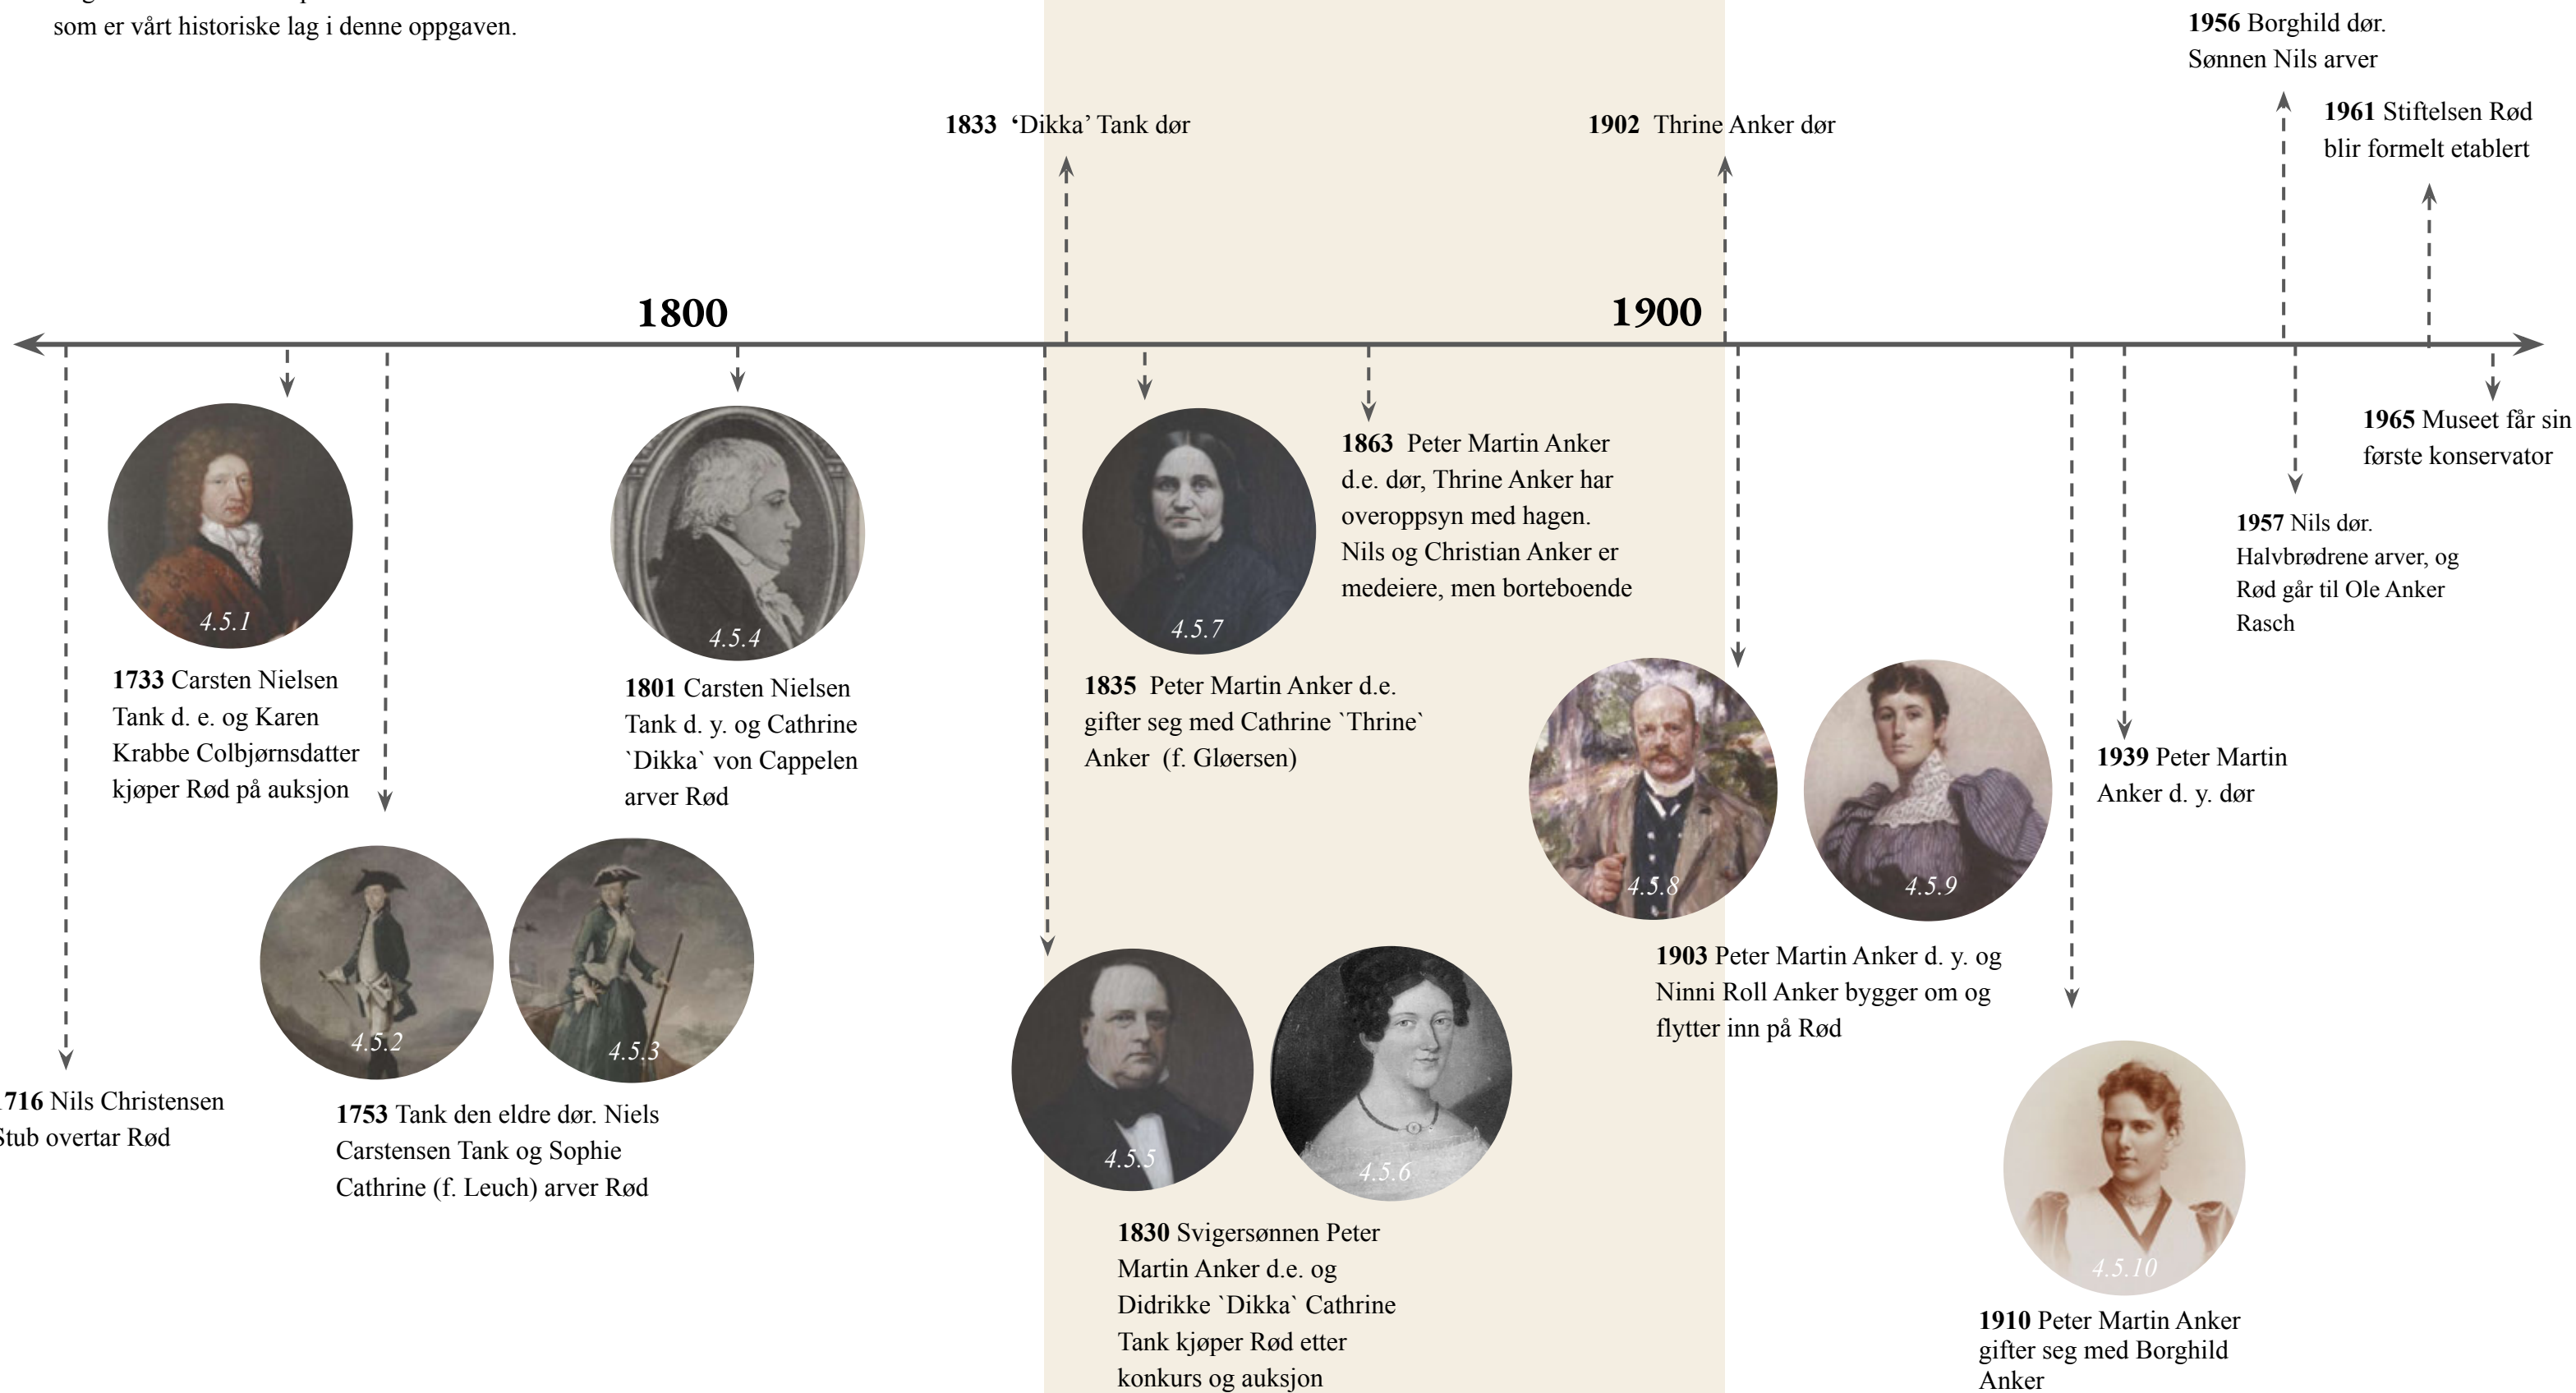 som er vårt historiske lag i denne oppgaven.
1956 Borghild dør.
Sønnen Nils arver
1961 Stiftelsen Rød
blir formelt etablert
1833 ‘Dikka’ Tank dør
1902 Thrine Anker dør
1800
1900
4.5.1
1733 Carsten Nielsen
Tank d. e. og Karen
Krabbe Colbjørnsdatter
kjøper Rød på auksjon
4.5.4
1801 Carsten Nielsen
Tank d. y. og Cathrine
`Dikka` von Cappelen
arver Rød
4.5.7
1835 Peter Martin Anker d.e.
gifter seg med Cathrine `Thrine`
Anker (f. Gløersen)
1863 Peter Martin Anker
d.e. dør, Thrine Anker har
overoppsyn med hagen.
Nils og Christian Anker er
medeiere, men borteboende
1965 Museet får sin
første konservator
1957 Nils dør.
Halvbrødrene arver, og
Rød går til Ole Anker
Rasch
4.5.8
4.5.9
1903 Peter Martin Anker d. y. og
Ninni Roll Anker bygger om og
flytter inn på Rød
1939 Peter Martin
Anker d. y. dør
4.5.2
4.5.3
1716 Nils Christensen
Stub overtar Rød
1753 Tank den eldre dør. Niels
Carstensen Tank og Sophie
Cathrine (f. Leuch) arver Rød
4.5.5
4.5.6
1830 Svigersønnen Peter
Martin Anker d.e. og
Didrikke `Dikka` Cathrine
Tank kjøper Rød etter
konkurs og auksjon
4.5.10
1910 Peter Martin Anker
gifter seg med Borghild
Anker